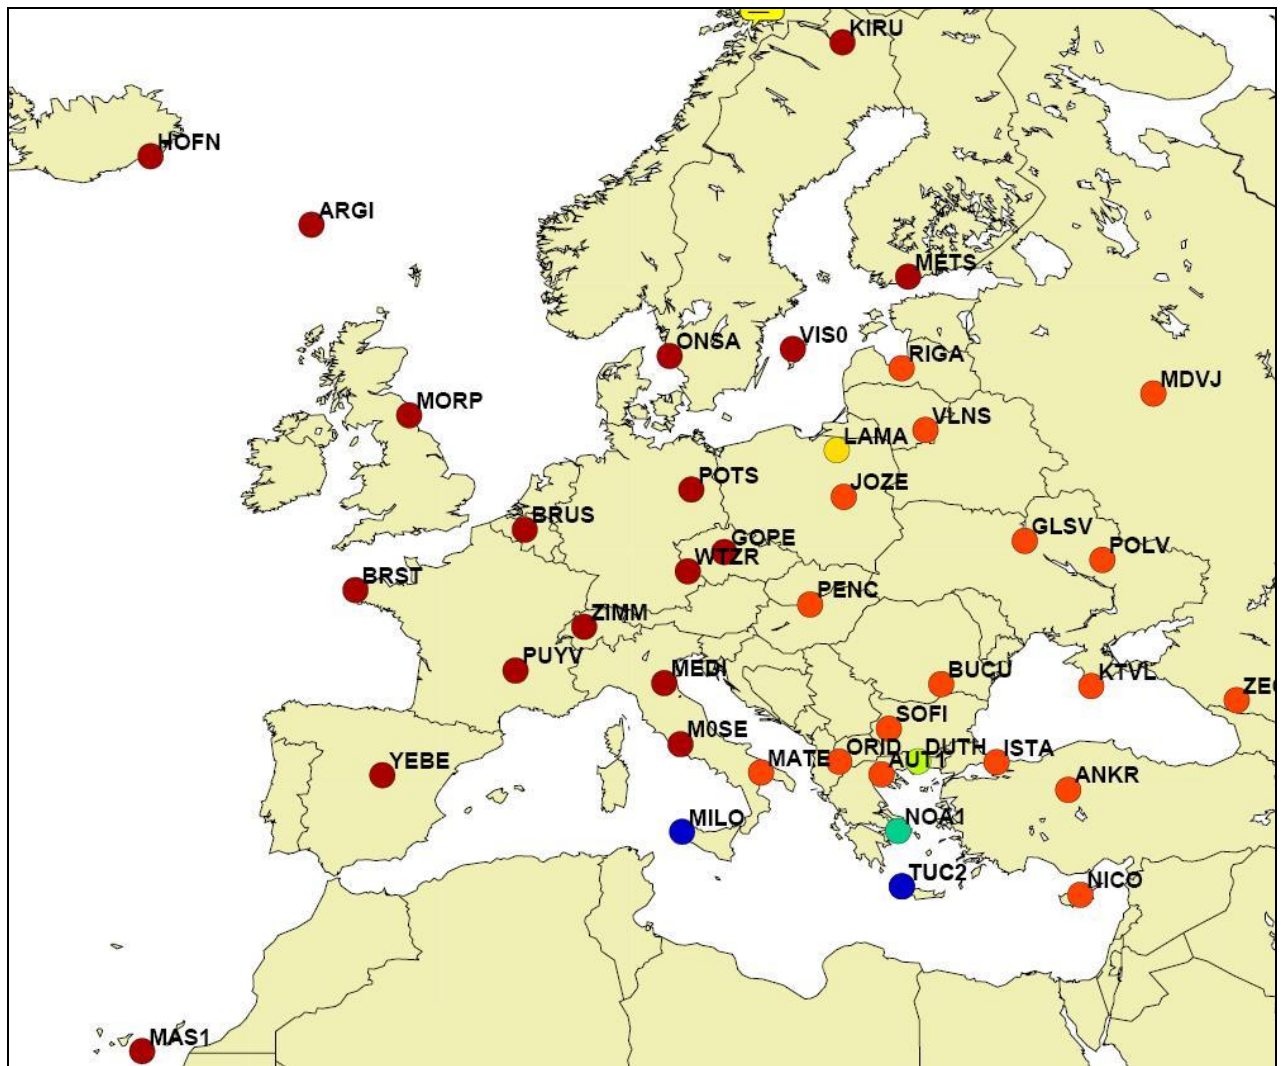 KIRU
HOFN
ARGI
METS
ONSA
VIS0
RIGA
MDVJ
MORP
VLNS
LAMA
POTS
JOZE
BRUS
GOPE
GLSV
WTZR
POLV
BRST
PENC
ZIMM
PUYV
MEDI
BUCU
KTVL
ZEC
SOFI
M0SE
YEBE
MATE
ORID
DUTH
AUT1
ISTA
ANKR
MILO
NOA1
TUC2
NICO
MAS1